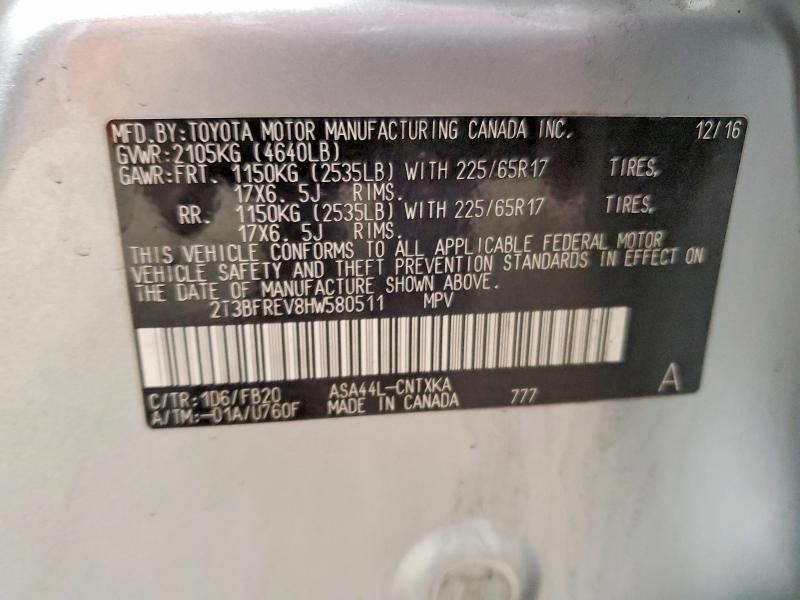 MFD. BY: TOYOTA MOTOR MANUFACTURING CANADA INC. 12/16
GVWR: 2105KG (4640LB)
GAWR: FRT. 1150KG (2535LB) WITH 225/65R17 TIRES,
17X6. 5J RIMS.
RR. 1150KG (2535LB) WITH 225/65R17 TIRES,
17X6. 5J RIMS.
THIS VEHICLE CONFORMS TO ALL APPLICABLE FEDERAL MOTOR
VEHICLE SAFETY AND THEFT PREVENTION STANDARDS IN EFFECT ON
THE DATE OF MANUFACTURE SHOWN ABOVE.
2T3BFREV8HW580511 MPV
C/TR: 1D6/FB20 ASA44L-CNTXKA 777 A
A/TM: -01A/U760F MADE IN CANADA